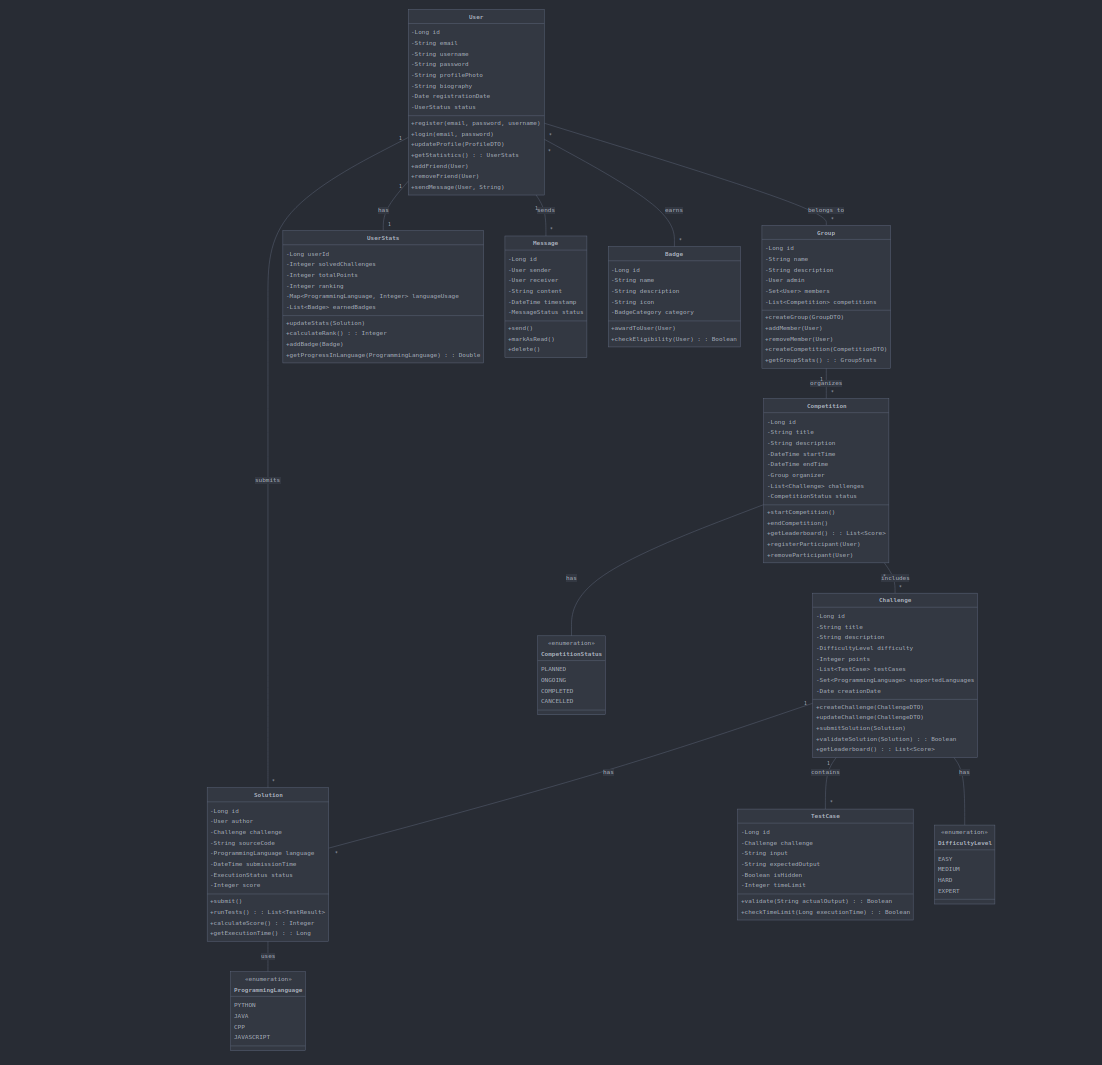 User
-Long id
-String email
-String username
-String password
-String profilePhoto
-String biography
-Date registrationDate
-UserStatus status
+register(email, password, username)
+login(email, password)
+updateProfile(ProfileDTO)
+getStatistics() : : UserStats
+addFriend(User)
+removeFriend(User)
+sendMessage(User, String)
1
1
1
*
*
has
sends
earns
belongs to
1
*
*
*
UserStats
-Long userId
-Integer solvedChallenges
-Integer totalPoints
-Integer ranking
-Map<ProgrammingLanguage, Integer> languageUsage
-List<Badge> earnedBadges
+updateStats(Solution)
+calculateRank() : : Integer
+addBadge(Badge)
+getProgressInLanguage(ProgrammingLanguage) : : Double
Message
-Long id
-User sender
-User receiver
-String content
-DateTime timestamp
-MessageStatus status
+send()
+markAsRead()
+delete()
Badge
-Long id
-String name
-String description
-String icon
-BadgeCategory category
+awardToUser(User)
+checkEligibility(User) : : Boolean
Group
-Long id
-String name
-String description
-User admin
-Set<User> members
-List<Competition> competitions
+createGroup(GroupDTO)
+addMember(User)
+removeMember(User)
+createCompetition(CompetitionDTO)
+getGroupStats() : : GroupStats
1
organizes
*
Competition
-Long id
-String title
-String description
-DateTime startTime
-DateTime endTime
-Group organizer
-List<Challenge> challenges
-CompetitionStatus status
+startCompetition()
+endCompetition()
+getLeaderboard() : : List<Score>
+registerParticipant(User)
+removeParticipant(User)
submits
has
*
includes
*
«enumeration»
CompetitionStatus
PLANNED
ONGOING
COMPLETED
CANCELLED
Challenge
-Long id
-String title
-String description
-DifficultyLevel difficulty
-Integer points
-List<TestCase> testCases
-Set<ProgrammingLanguage> supportedLanguages
-Date creationDate
+createChallenge(ChallengeDTO)
+updateChallenge(ChallengeDTO)
+submitSolution(Solution)
+validateSolution(Solution) : : Boolean
+getLeaderboard() : : List<Score>
1
1
has
contains
has
*
*
*
Solution
-Long id
-User author
-Challenge challenge
-String sourceCode
-ProgrammingLanguage language
-DateTime submissionTime
-ExecutionStatus status
-Integer score
+submit()
+runTests() : : List<TestResult>
+calculateScore() : : Integer
+getExecutionTime() : : Long
TestCase
-Long id
-Challenge challenge
-String input
-String expectedOutput
-Boolean isHidden
-Integer timeLimit
+validate(String actualOutput) : : Boolean
+checkTimeLimit(Long executionTime) : : Boolean
«enumeration»
DifficultyLevel
EASY
MEDIUM
HARD
EXPERT
uses
«enumeration»
ProgrammingLanguage
PYTHON
JAVA
CPP
JAVASCRIPT